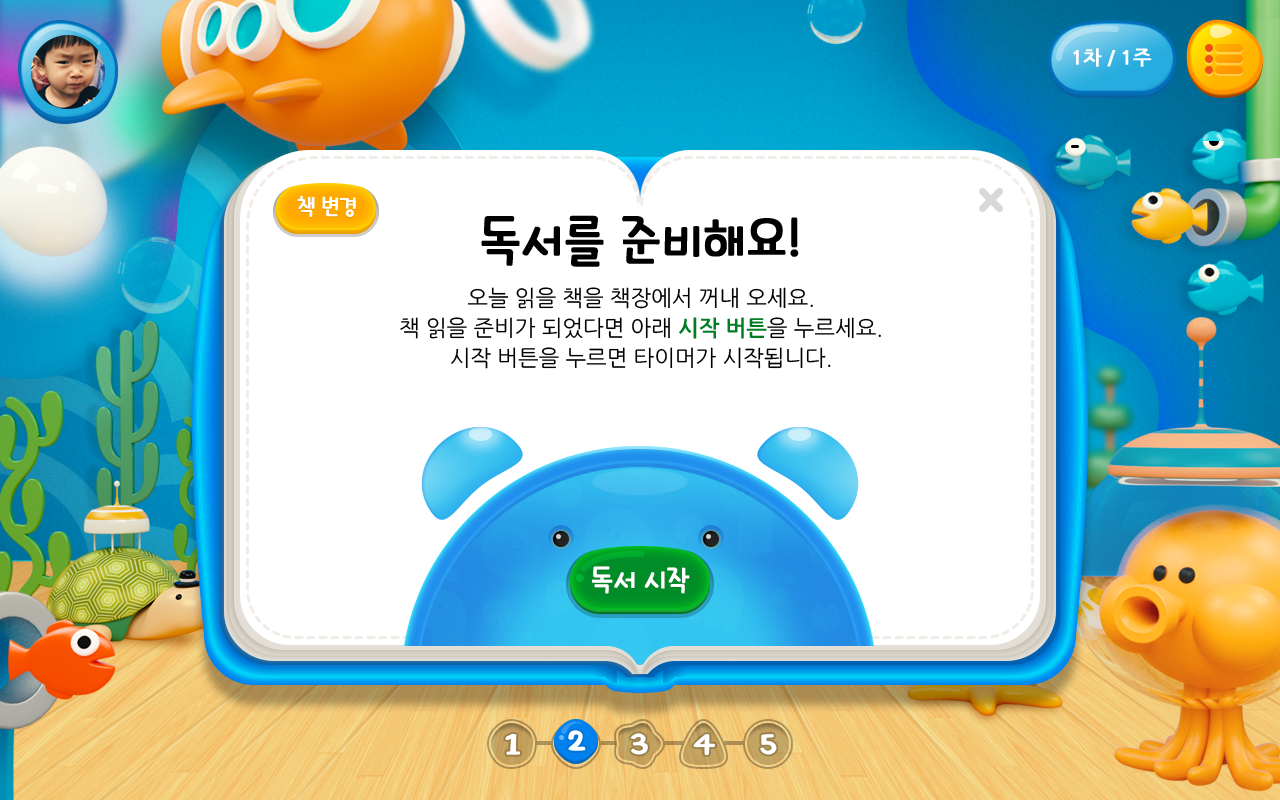 1차 / 1주
책 변경
독서를 준비해요!
오늘 읽을 책을 책장에서 꺼내 오세요.
책 읽을 준비가 되었다면 아래 시작 버튼을 누르세요.
시작 버튼을 누르면 타이머가 시작됩니다.
독서 시작
1 2 3 4 5